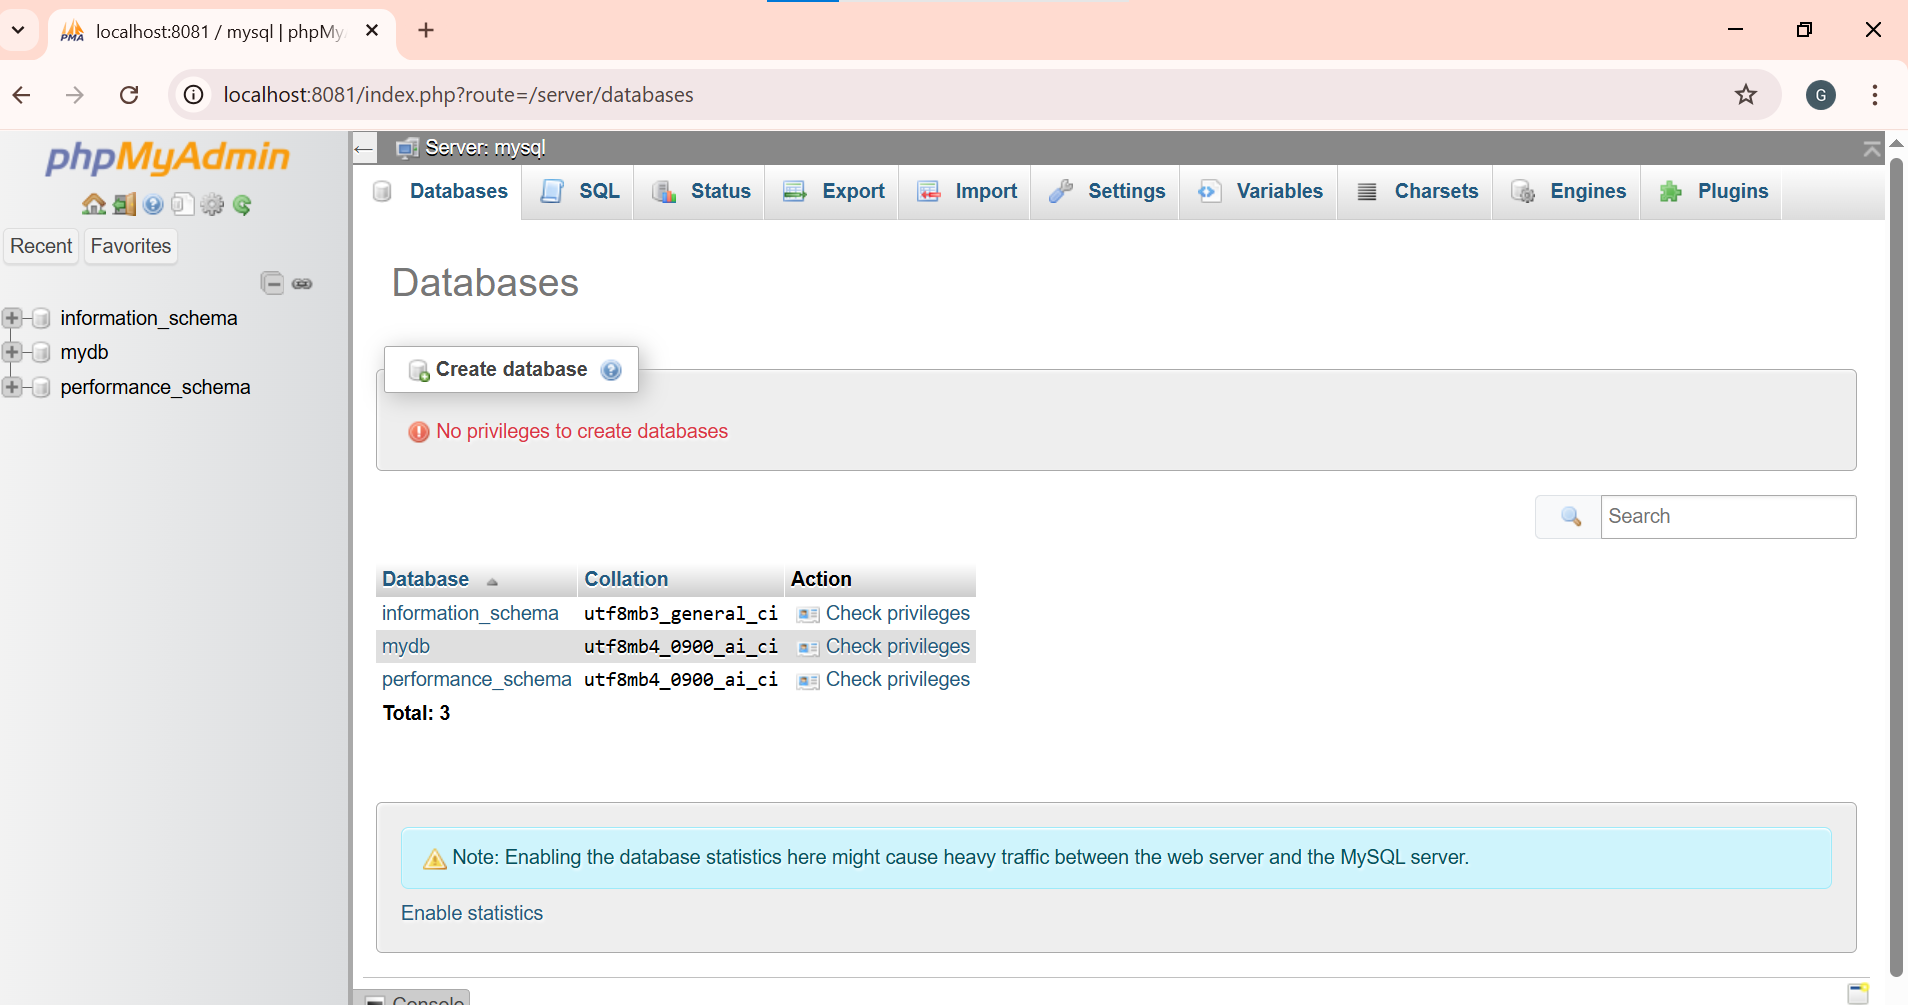 localhost:8081 / mysql | phpMy
localhost:8081/index.php?route=/server/databases
G
phpMyAdmin
Recent Favorites
information_schema
mydb
performance_schema
Server: mysql
Databases SQL Status Export Import Settings Variables Charsets Engines Plugins
Databases
Create database
No privileges to create databases
Search
Database Collation Action
information_schema utf8mb3_general_ci Check privileges
mydb utf8mb4_0900_ai_ci Check privileges
performance_schema utf8mb4_0900_ai_ci Check privileges
Total: 3
Note: Enabling the database statistics here might cause heavy traffic between the web server and the MySQL server.
Enable statistics
Console